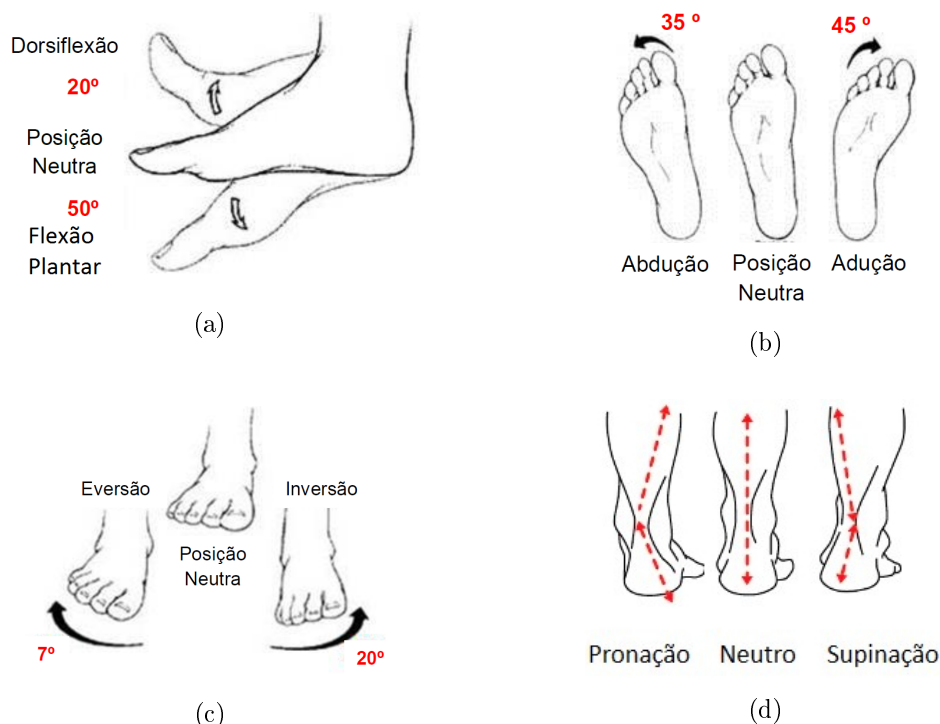 Dorsiflexão
20º
Posição
Neutra
50º
Flexão
Plantar
(a)
35 º
45 º
Abdução
Posição
Neutra
Adução
(b)
Eversão
Inversão
Posição
Neutra
7º
20º
(c)
Pronação
Neutro
Supinação
(d)